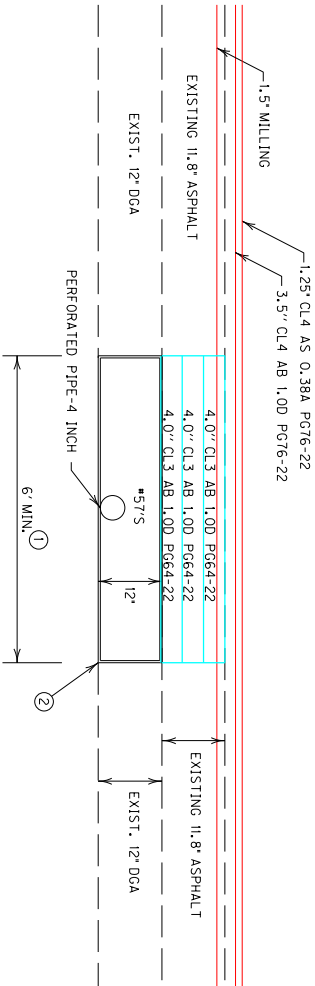 1.25" CL4 AS 0.38A PG76-22
3.5'' CL4 AB 1.0D PG76-22
1.5" MILLING
EXISTING 11.8" ASPHALT
EXIST. 12" DGA
4.0'' CL3 AB 1.0D PG64-22
4.0'' CL3 AB 1.0D PG64-22
4.0'' CL3 AB 1.0D PG64-22
#57'S
12"
PERFORATED PIPE-4 INCH
6' MIN. 1
2
EXISTING 11.8" ASPHALT
EXIST. 12" DGA